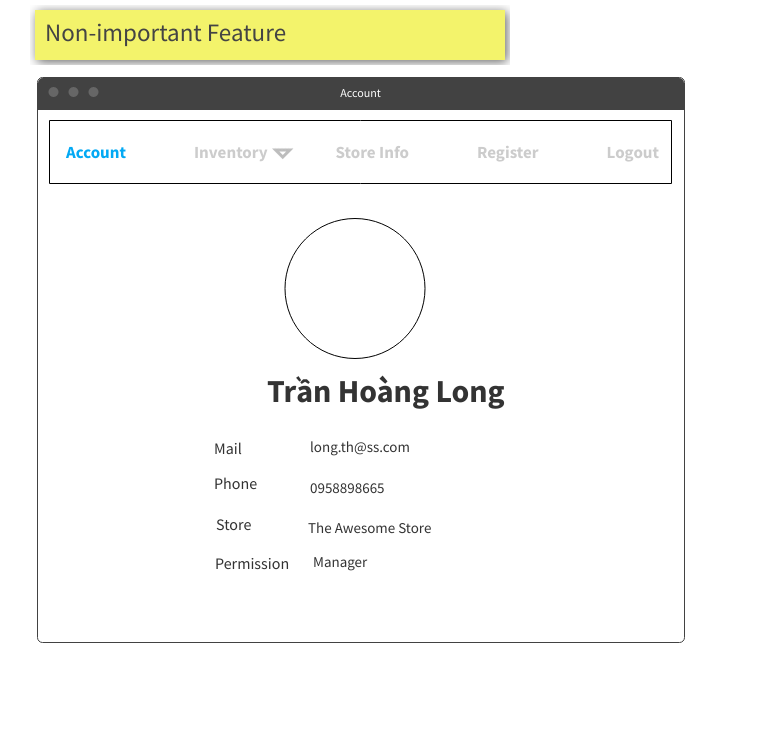 Non-important Feature
Account
Account Inventory Store Info Register Logout
Trần Hoàng Long
Mail long.th@ss.com
Phone 0958898665
Store The Awesome Store
Permission Manager